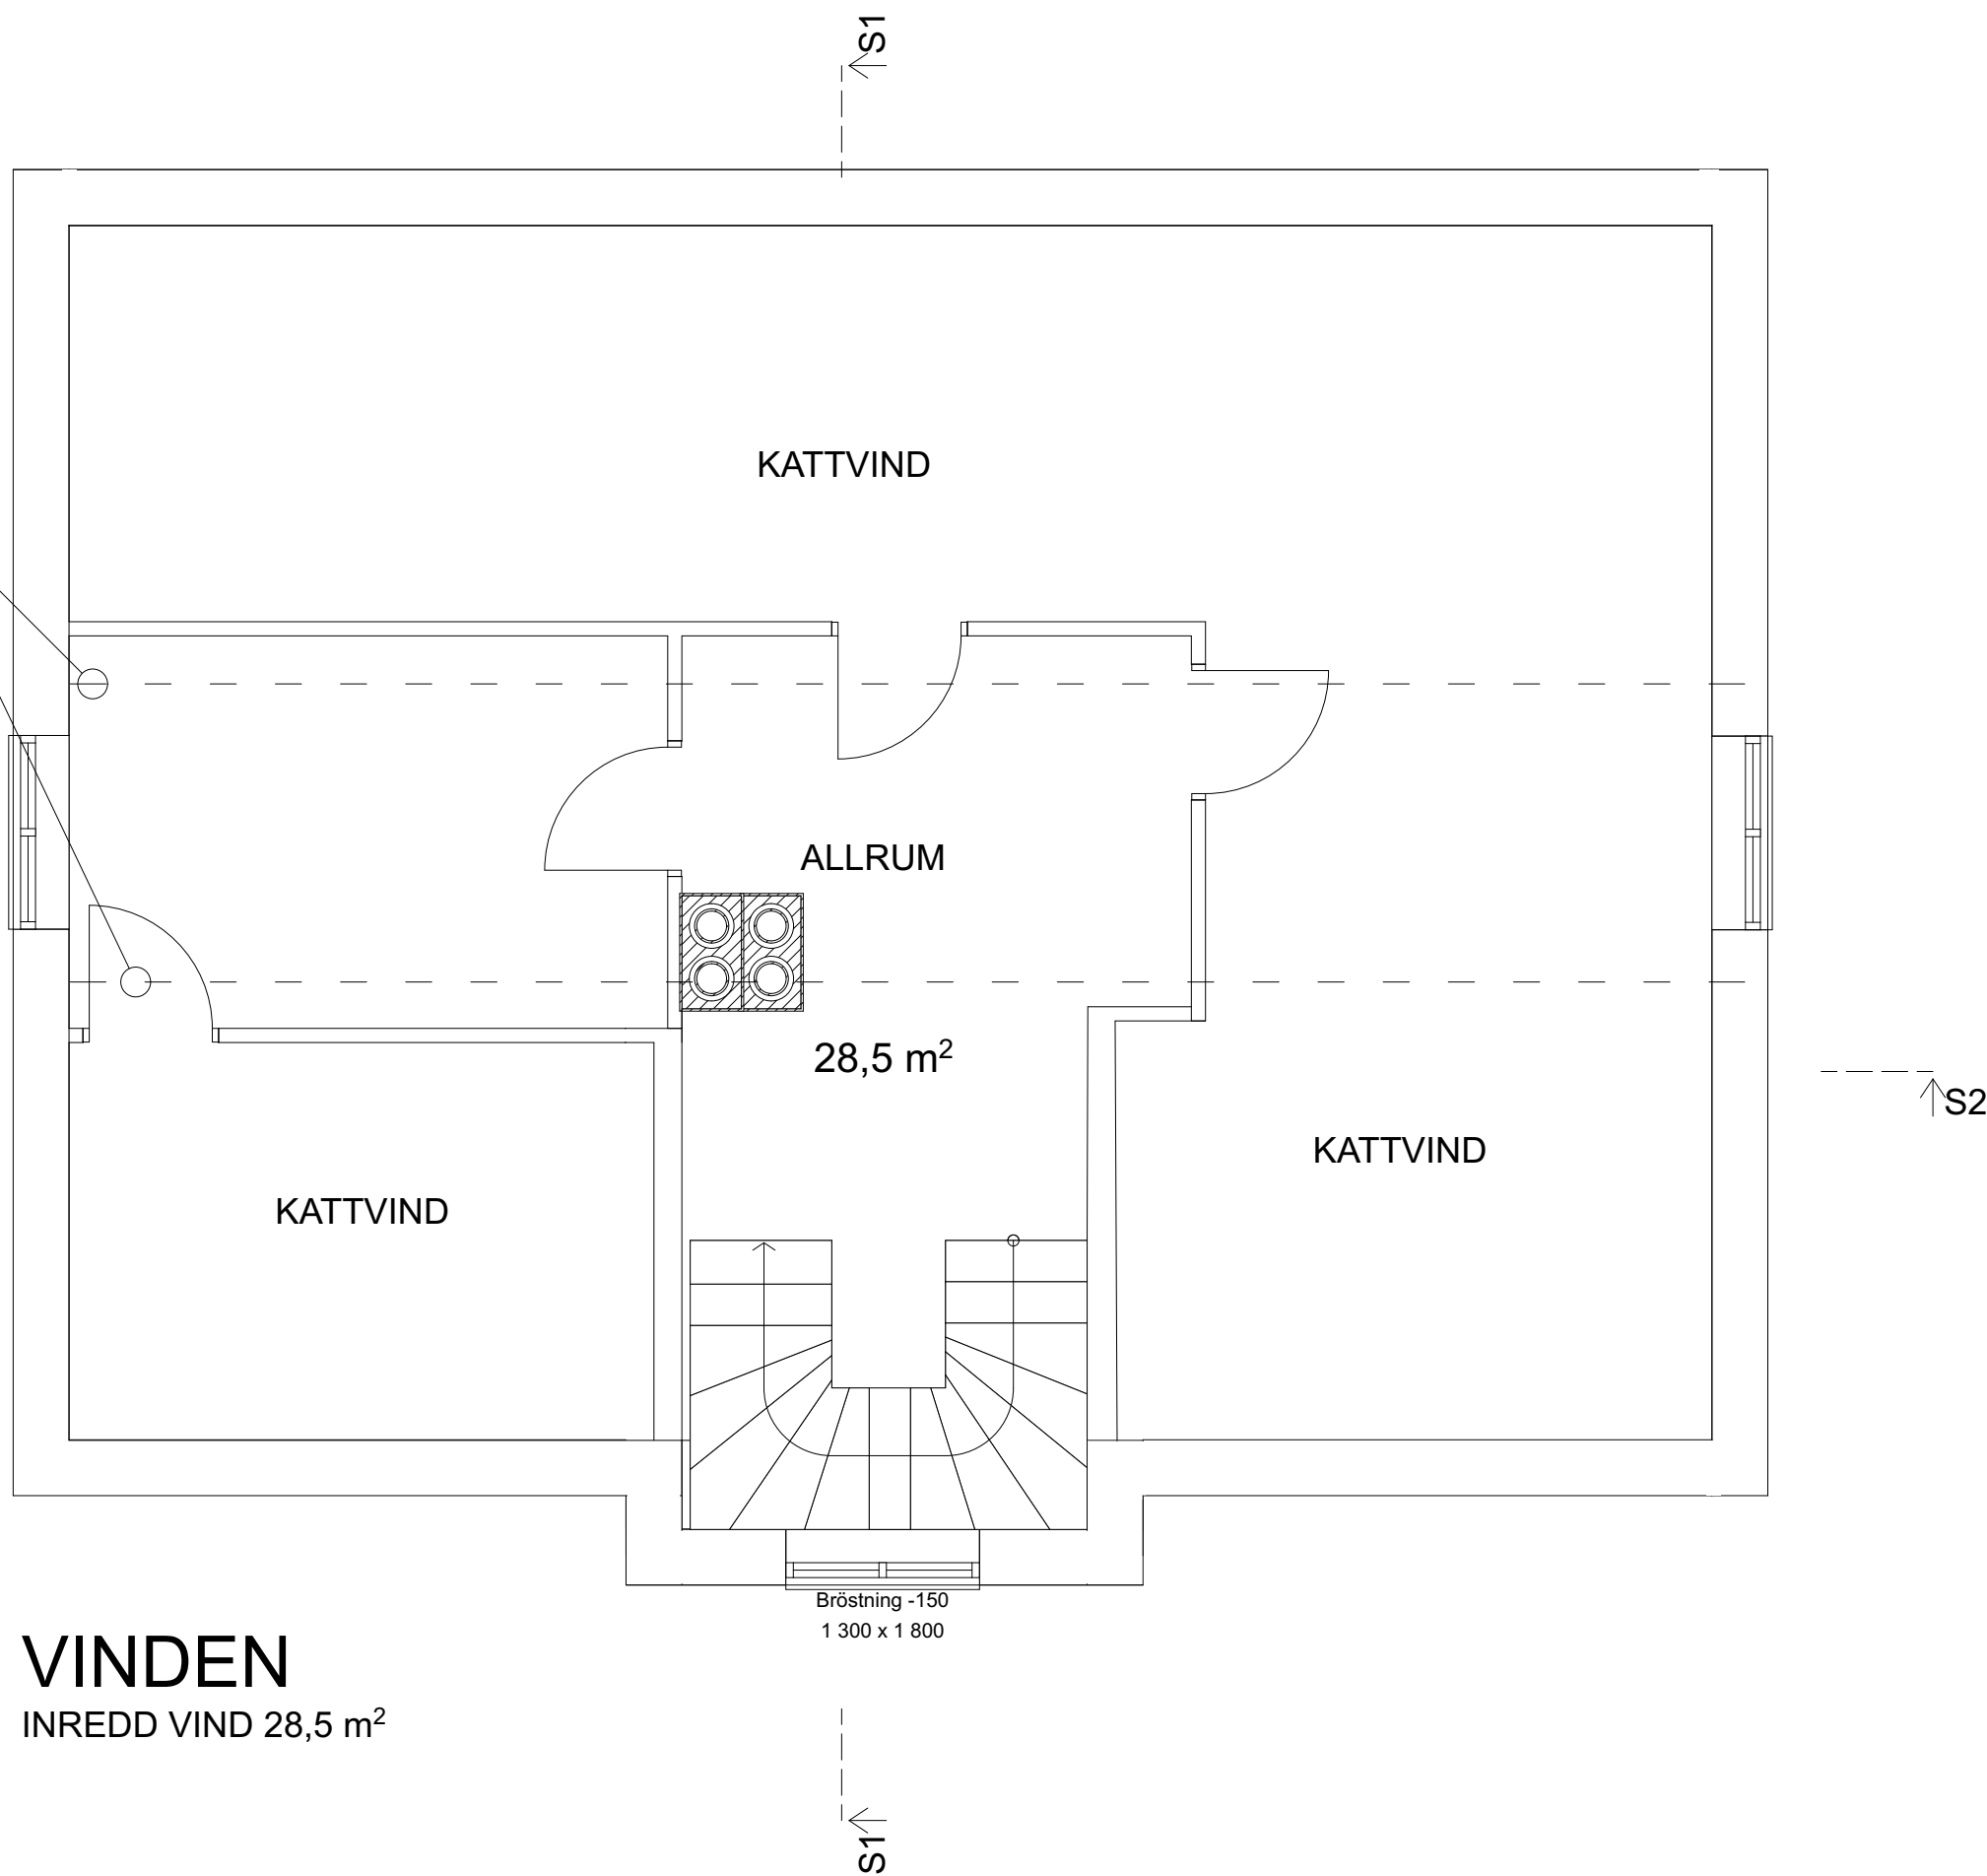 S1
KATTVIND
ALLRUM
28,5 m²
S2
KATTVIND
KATTVIND
Bröstning -150
1 300 x 1 800
VINDEN
INREDD VIND 28,5 m²
S1